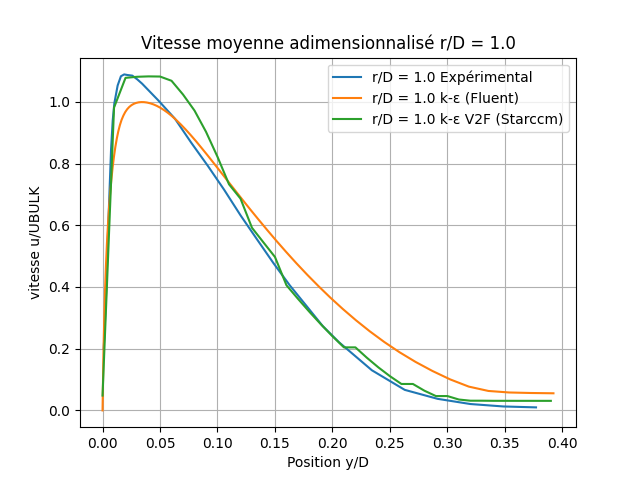 Vitesse moyenne adimensionnalisé r/D = 1.0
r/D = 1.0 Expérimental
r/D = 1.0 k-ε (Fluent)
r/D = 1.0 k-ε V2F (Starccm)
vitesse u/UBULK
1.0
0.8
0.6
0.4
0.2
0.0
0.00 0.05 0.10 0.15 0.20 0.25 0.30 0.35 0.40
Position y/D